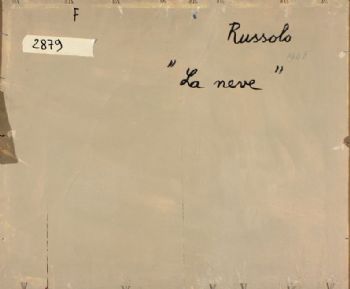 F
2879
Russolo
"La neve"